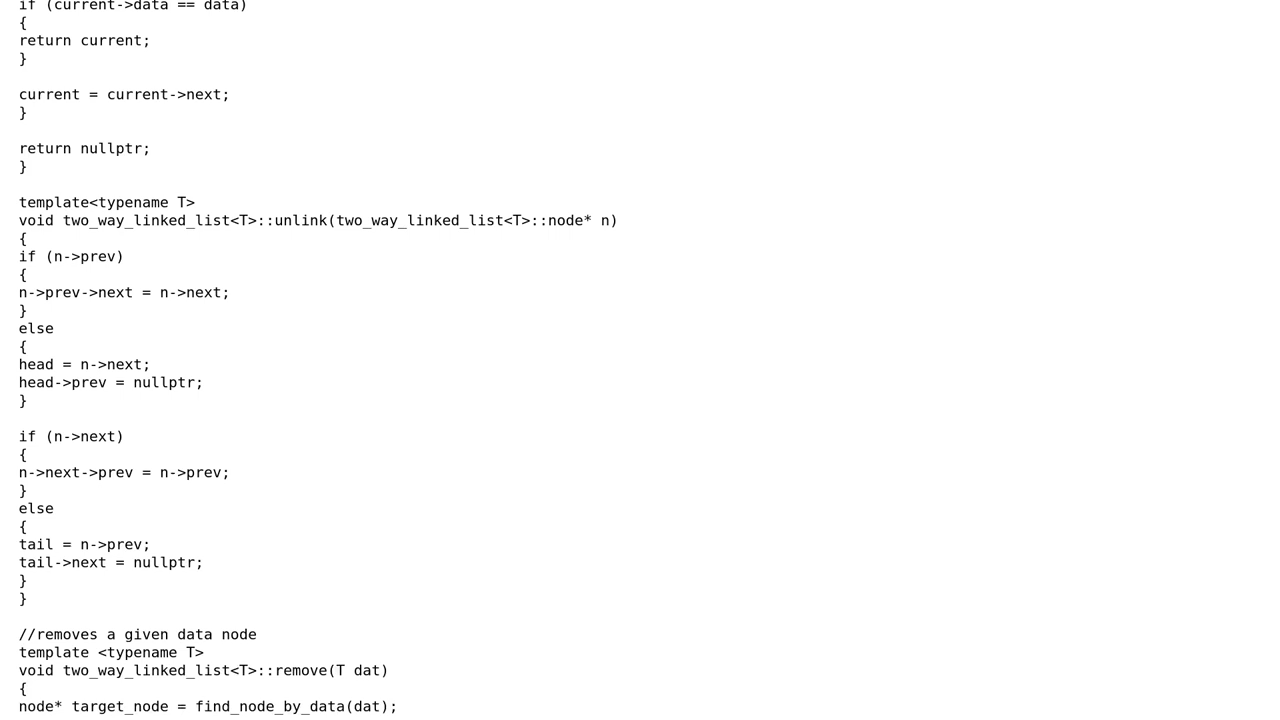 if (current->data == data)
{
return current;
}
current = current->next;
}
return nullptr;
}
template<typename T>
void two_way_linked_list<T>::unlink(two_way_linked_list<T>::node* n)
{
if (n->prev)
{
n->prev->next = n->next;
}
else
{
head = n->next;
head->prev = nullptr;
}
if (n->next)
{
n->next->prev = n->prev;
}
else
{
tail = n->prev;
tail->next = nullptr;
}
}
//removes a given data node
template <typename T>
void two_way_linked_list<T>::remove(T dat)
{
node* target_node = find_node_by_data(dat);